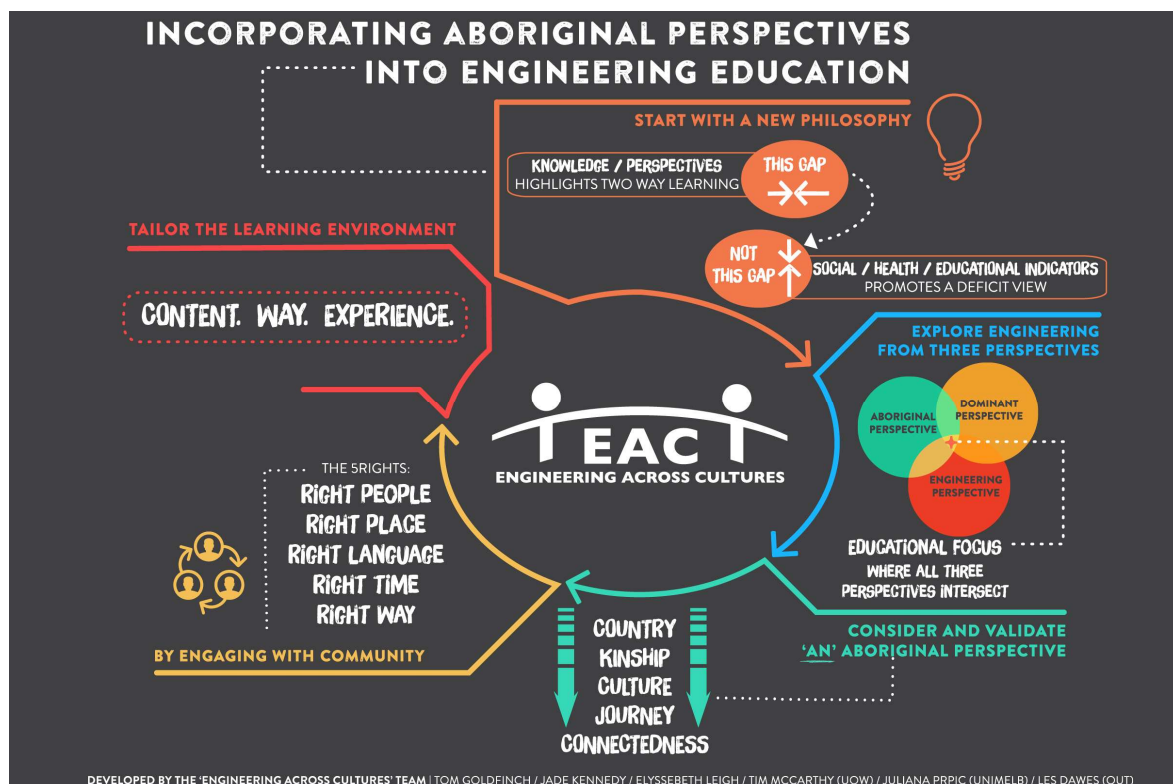 INCORPORATING ABORIGINAL PERSPECTIVES
INTO ENGINEERING EDUCATION
START WITH A NEW PHILOSOPHY
KNOWLEDGE / PERSPECTIVES
HIGHLIGHTS TWO WAY LEARNING
THIS GAP
NOT
THIS GAP
SOCIAL / HEALTH / EDUCATIONAL INDICATORS
PROMOTES A DEFICIT VIEW
EXPLORE ENGINEERING
FROM THREE PERSPECTIVES
ABORIGINAL
PERSPECTIVE
DOMINANT
PERSPECTIVE
ENGINEERING
PERSPECTIVE
EDUCATIONAL FOCUS
WHERE ALL THREE
PERSPECTIVES INTERSECT
CONSIDER AND VALIDATE
'AN' ABORIGINAL PERSPECTIVE
COUNTRY
KINSHIP
CULTURE
JOURNEY
CONNECTEDNESS
BY ENGAGING WITH COMMUNITY
THE 5RIGHTS:
RIGHT PEOPLE
RIGHT PLACE
RIGHT LANGUAGE
RIGHT TIME
RIGHT WAY
TAILOR THE LEARNING ENVIRONMENT
CONTENT. WAY. EXPERIENCE.
EACT
ENGINEERING ACROSS CULTURES
DEVELOPED BY THE 'ENGINEERING ACROSS CULTURES' TEAM | TOM GOLDFINCH / JADE KENNEDY / ELYSSEBETH LEIGH / TIM MCCARTHY (UOW) / JULIANA PRPIC (UNIMELB) / LES DAWES (QUT)